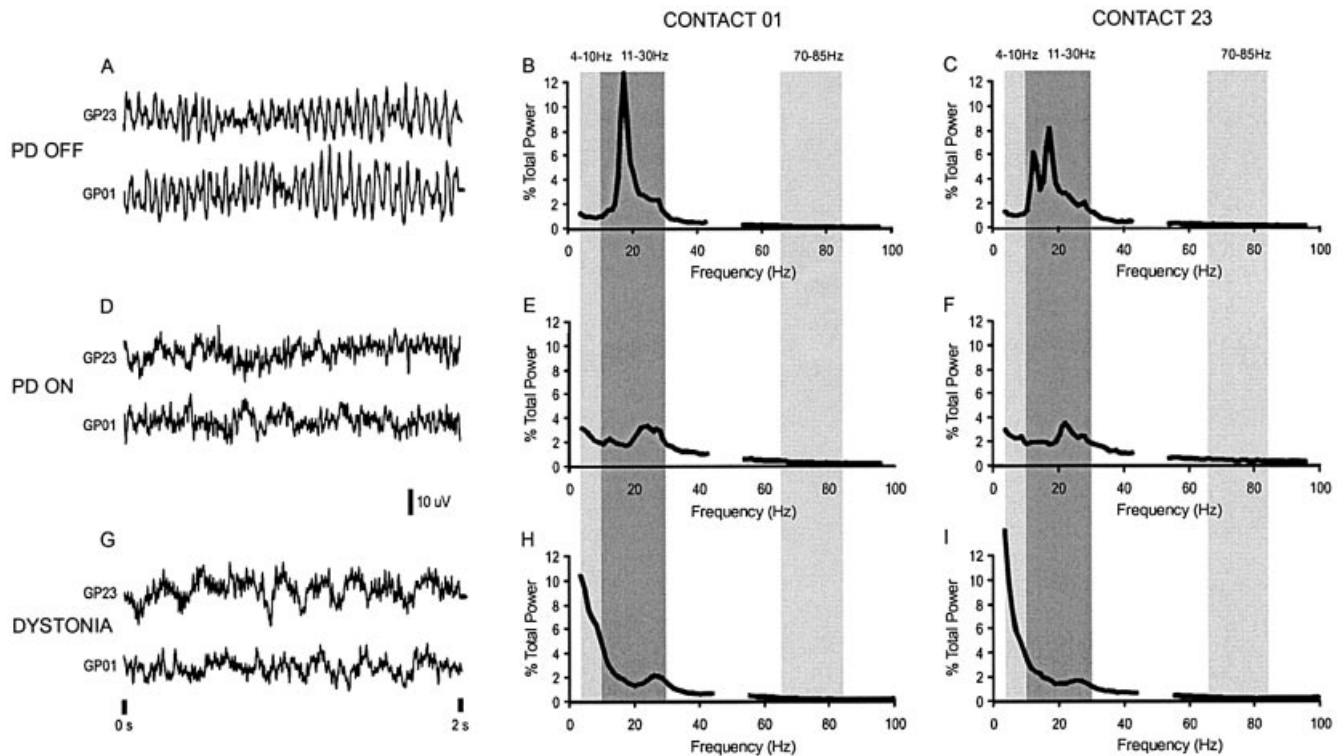 CONTACT 01
CONTACT 23
4-10Hz 11-30Hz 70-85Hz
4-10Hz 11-30Hz 70-85Hz
PD OFF
A
GP23
GP01
B
% Total Power
12
10
8
6
4
2
0
0 20 40 60 80 100
Frequency (Hz)
C
% Total Power
12
10
8
6
4
2
0
0 20 40 60 80 100
Frequency (Hz)
PD ON
D
GP23
GP01
10 uV
E
% Total Power
12
10
8
6
4
2
0
0 20 40 60 80 100
Frequency (Hz)
F
% Total Power
12
10
8
6
4
2
0
0 20 40 60 80 100
Frequency (Hz)
DYSTONIA
G
GP23
GP01
0 s 2 s
H
% Total Power
12
10
8
6
4
2
0
0 20 40 60 80 100
Frequency (Hz)
I
% Total Power
12
10
8
6
4
2
0
0 20 40 60 80 100
Frequency (Hz)